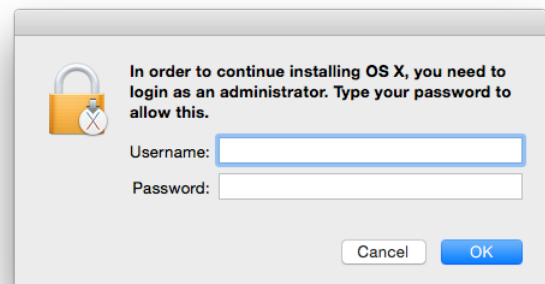 In order to continue installing OS X, you need to
login as an administrator. Type your password to
allow this.
Username:
Password:
Cancel OK